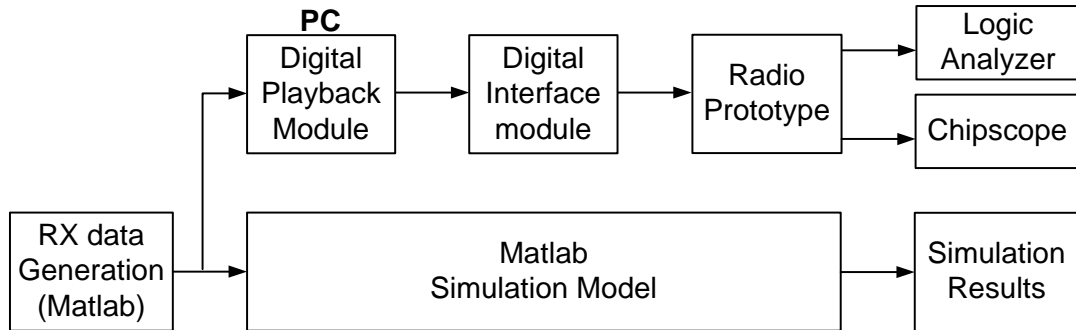 PC
Digital
Playback
Module
Digital
Interface
module
Radio
Prototype
Logic
Analyzer
Chipscope
RX data
Generation
(Matlab)
Matlab
Simulation Model
Simulation
Results